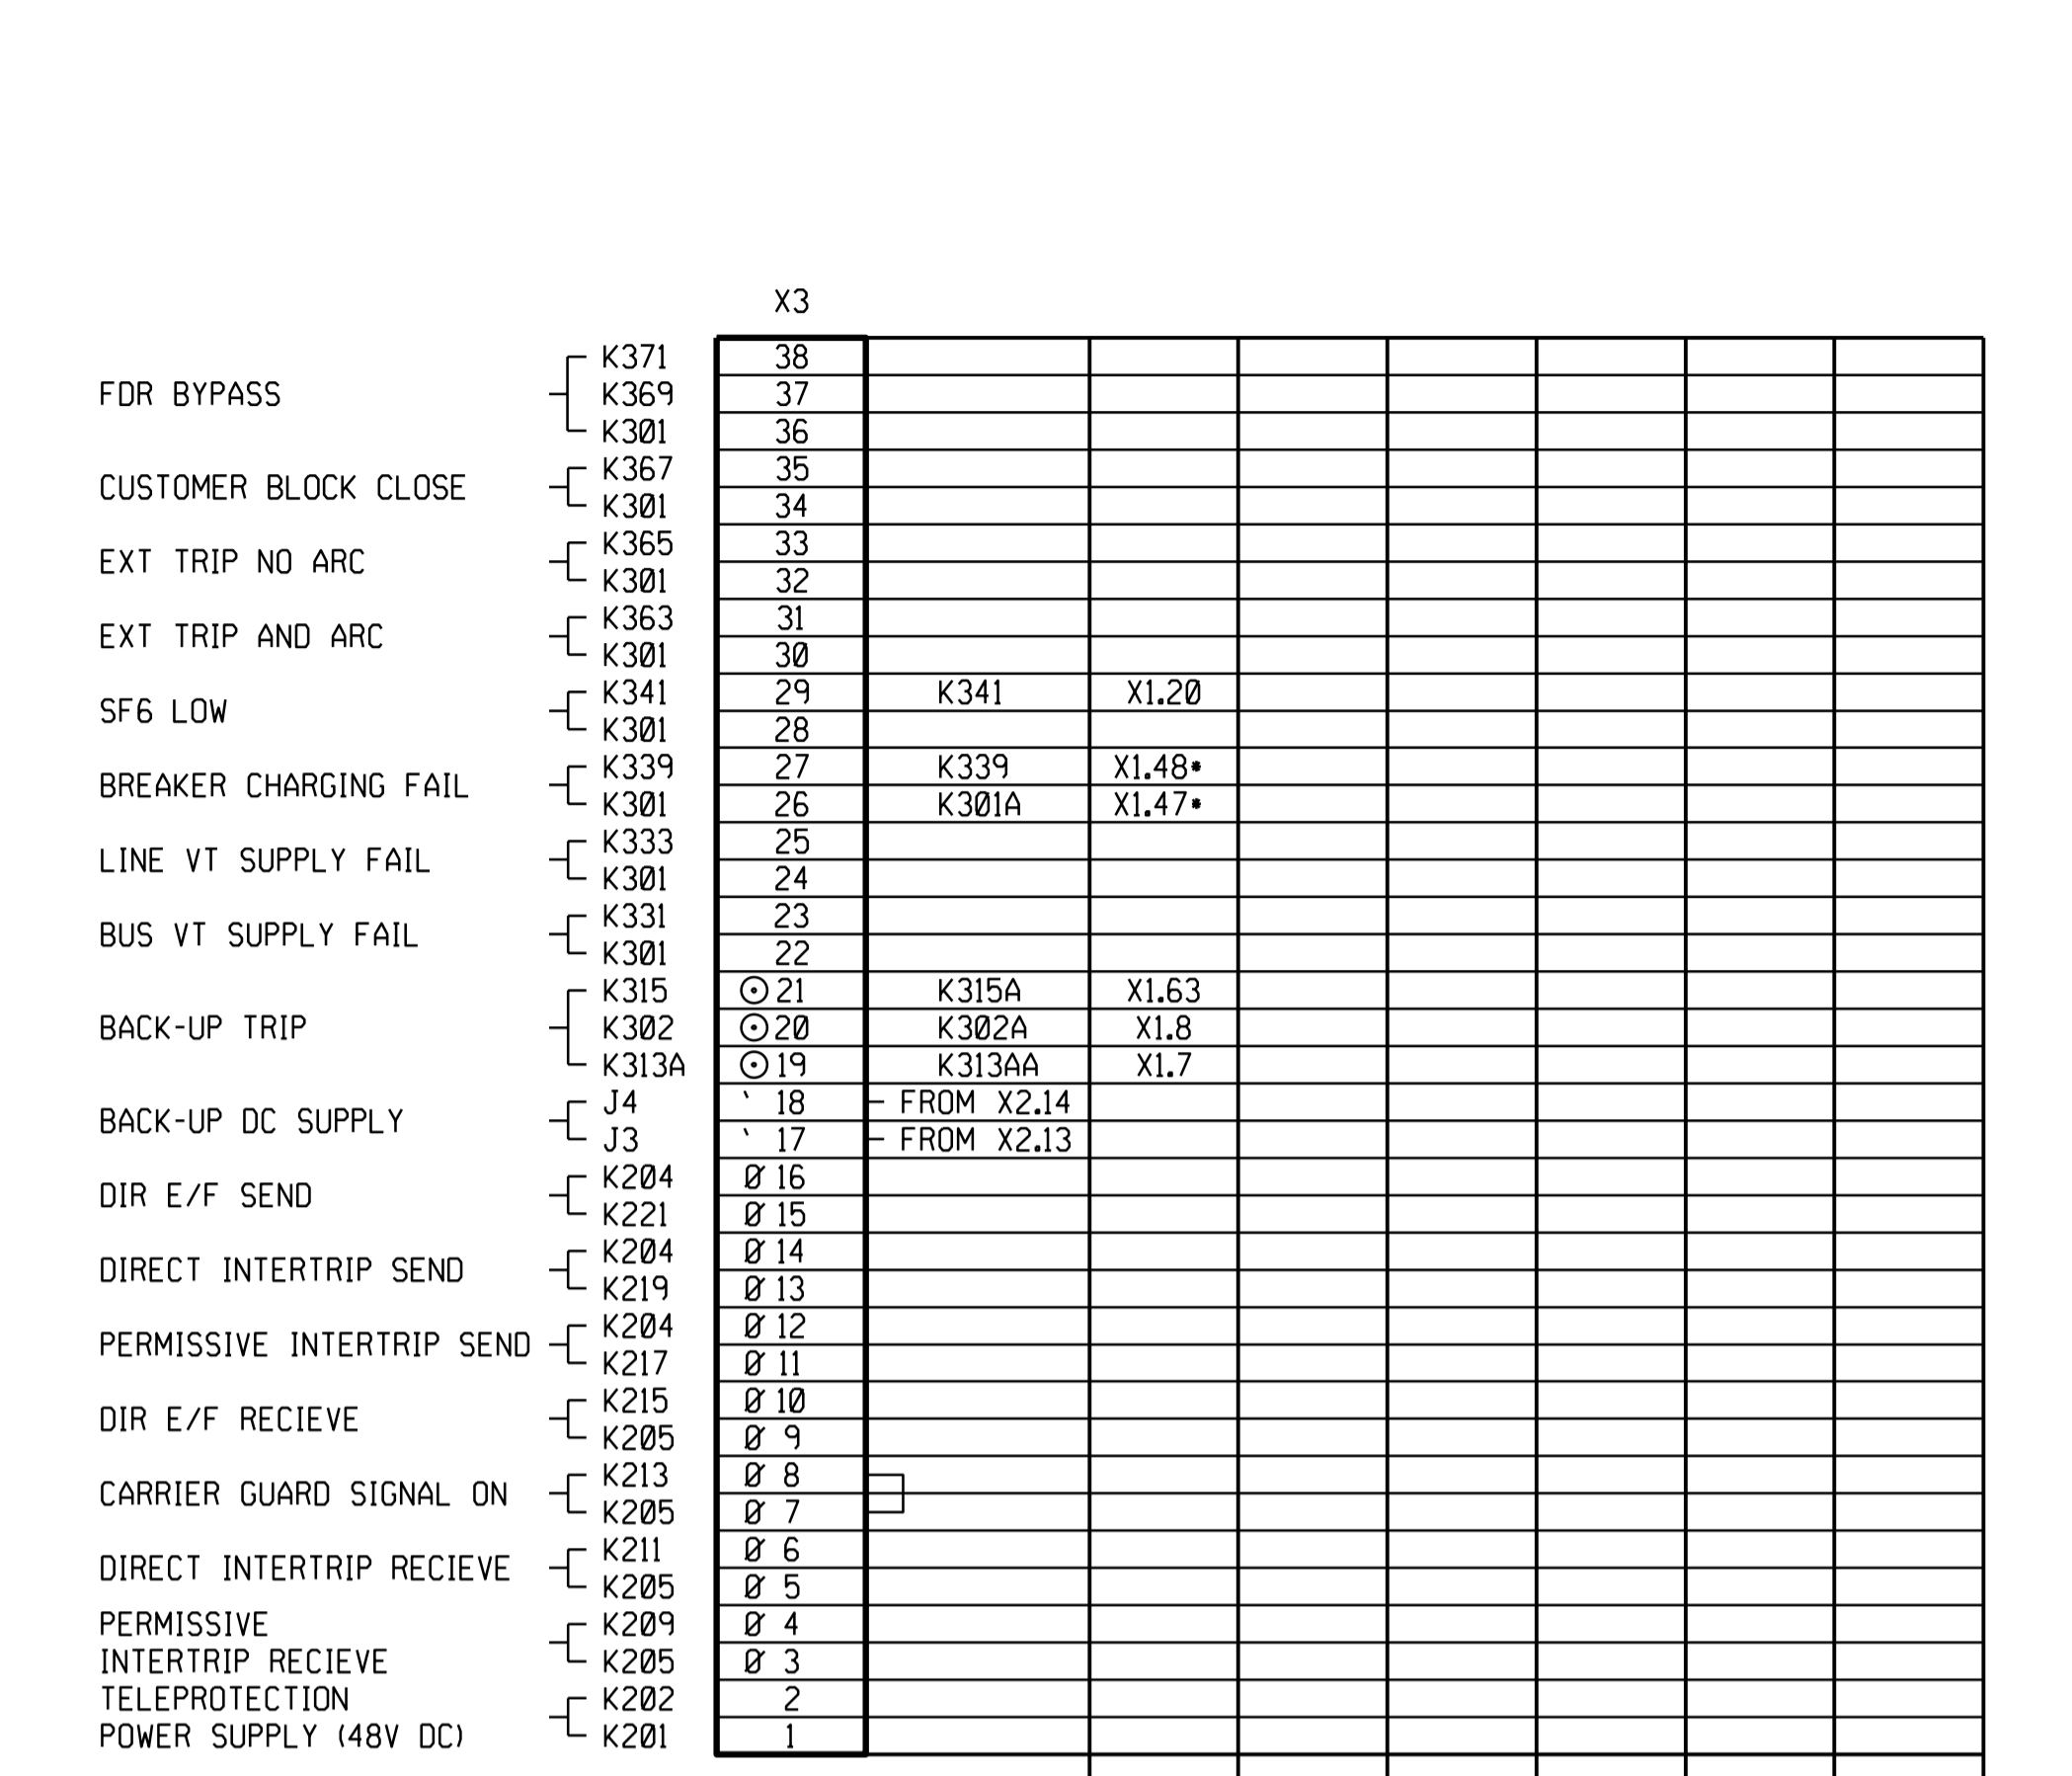 X3
K371 38
FDR BYPASS K369 37
K301 36
K367 35
CUSTOMER BLOCK CLOSE
K301 34
K365 33
EXT TRIP NO ARC
K301 32
K363 31
EXT TRIP AND ARC
K301 30
K341 29 K341 X1.20
SF6 LOW
K301 28
K339 27 K339 X1.48*
BREAKER CHARGING FAIL
K301 26 K301A X1.47*
K333 25
LINE VT SUPPLY FAIL
K301 24
K331 23
BUS VT SUPPLY FAIL
K301 22
K315 ⊙ 21 K315A X1.63
BACK-UP TRIP K302 ⊙ 20 K302A X1.8
K313A ⊙ 19 K313AA X1.7
J4 ` 18 FROM X2.14
BACK-UP DC SUPPLY
J3 ` 17 FROM X2.13
K204 Ø 16
DIR E/F SEND
K221 Ø 15
K204 Ø 14
DIRECT INTERTRIP SEND
K219 Ø 13
K204 Ø 12
PERMISSIVE INTERTRIP SEND
K217 Ø 11
K215 Ø 10
DIR E/F RECIEVE
K205 Ø 9
K213 Ø 8
CARRIER GUARD SIGNAL ON
K205 Ø 7
K211 Ø 6
DIRECT INTERTRIP RECIEVE
K205 Ø 5
PERMISSIVE K209 Ø 4
INTERTRIP RECIEVE K205 Ø 3
TELEPROTECTION K202 2
POWER SUPPLY (48V DC) K201 1